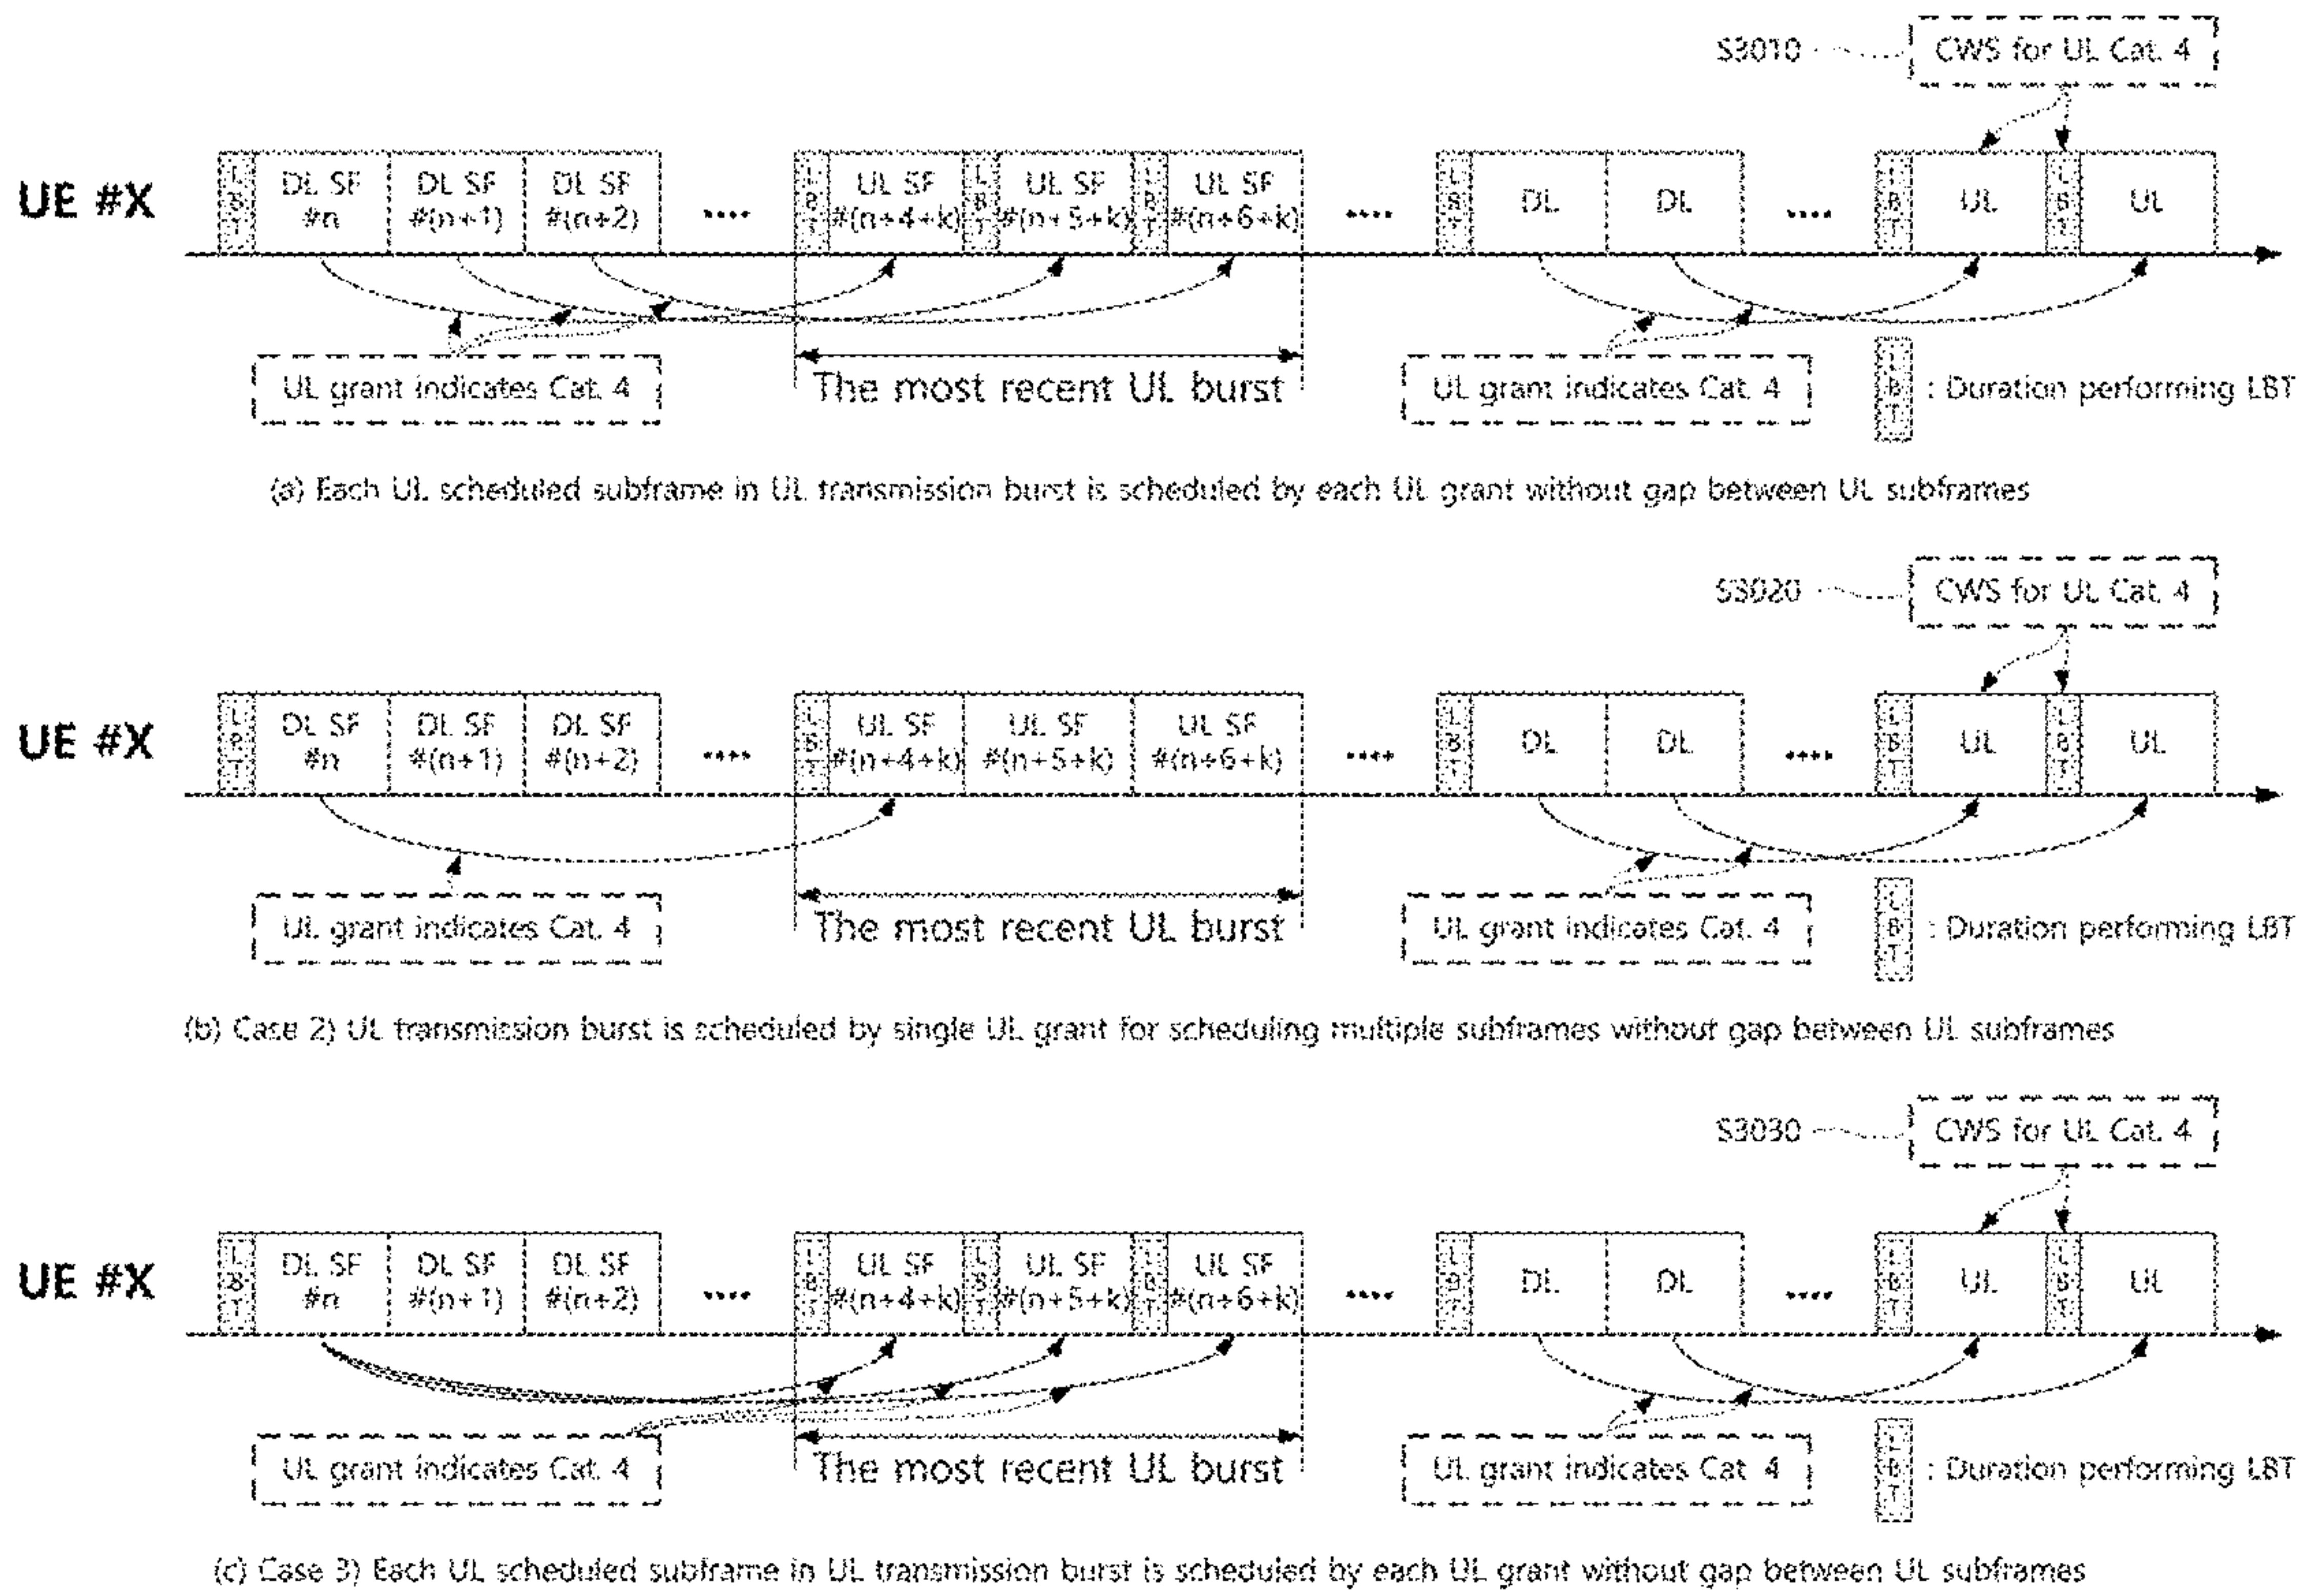 S3010
CWS for UL Cat. 4
UE #X
LBT
DL SF #n
DL SF #(n+1)
DL SF #(n+2)
....
LBT
UL SF #(n+4+k)
LBT
UL SF #(n+5+k)
LBT
UL SF #(n+6+k)
....
LBT
DL
DL
....
LBT
UL
LBT
UL
UL grant indicates Cat. 4
The most recent UL burst
UL grant indicates Cat. 4
LBT
: Duration performing LBT
(a) Each UL scheduled subframe in UL transmission burst is scheduled by each UL grant without gap between UL subframes
S3020
CWS for UL Cat. 4
UE #X
LBT
DL SF #n
DL SF #(n+1)
DL SF #(n+2)
....
LBT
UL SF #(n+4+k)
UL SF #(n+5+k)
UL SF #(n+6+k)
....
LBT
DL
DL
....
LBT
UL
LBT
UL
UL grant indicates Cat. 4
The most recent UL burst
UL grant indicates Cat. 4
LBT
: Duration performing LBT
(b) Case 2) UL transmission burst is scheduled by single UL grant for scheduling multiple subframes without gap between UL subframes
S3030
CWS for UL Cat. 4
UE #X
LBT
DL SF #n
DL SF #(n+1)
DL SF #(n+2)
....
LBT
UL SF #(n+4+k)
LBT
UL SF #(n+5+k)
LBT
UL SF #(n+6+k)
....
LBT
DL
DL
....
LBT
UL
LBT
UL
UL grant indicates Cat. 4
The most recent UL burst
UL grant indicates Cat 4
LBT
: Duration performing LBT
(c) Case 3) Each UL scheduled subframe in UL transmission burst is scheduled by each UL grant without gap between UL subframes